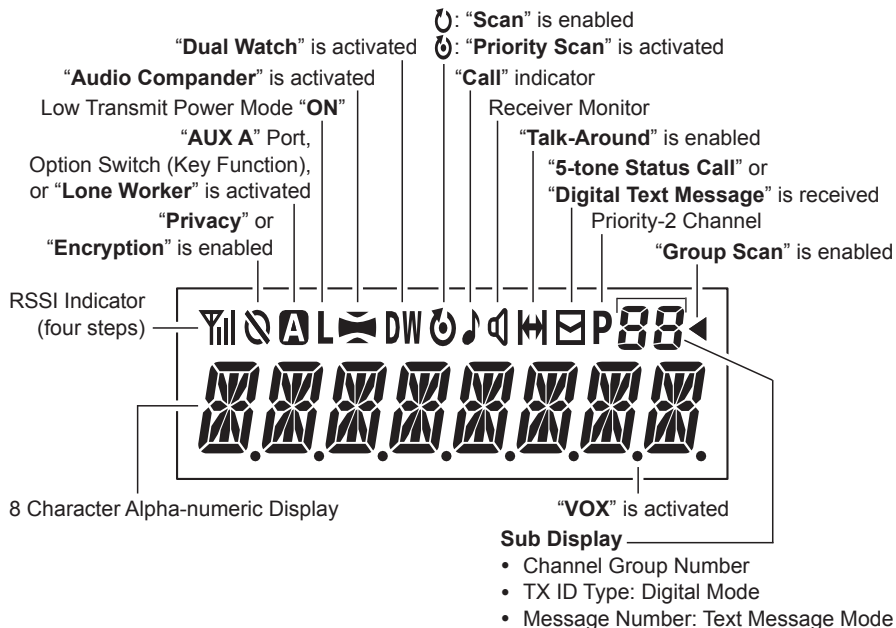 : “Scan” is enabled
“Dual Watch” is activated
: “Priority Scan” is activated
“Audio Compander” is activated
“Call” indicator
Low Transmit Power Mode “ON”
Receiver Monitor
“AUX A” Port,
Option Switch (Key Function),
or “Lone Worker” is activated
“Talk-Around” is enabled
“5-tone Status Call” or
“Digital Text Message” is received
“Privacy” or
“Encryption” is enabled
Priority-2 Channel
“Group Scan” is enabled
RSSI Indicator
(four steps)
A L DW P 88
8 Character Alpha-numeric Display
“VOX” is activated
Sub Display
• Channel Group Number
• TX ID Type: Digital Mode
• Message Number: Text Message Mode